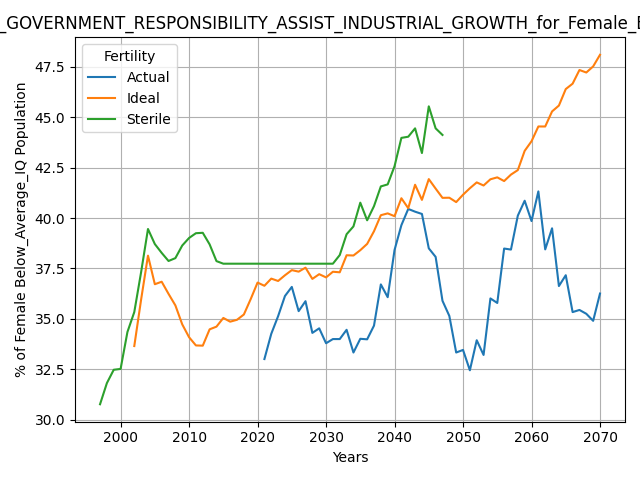 _GOVERNMENT_RESPONSIBILITY_ASSIST_INDUSTRIAL_GROWTH_for_Female_B
Fertility
Actual
Ideal
Sterile
% of Female Below_Average_IQ Population
47.5
45.0
42.5
40.0
37.5
35.0
32.5
30.0
2000
2010
2020
2030
2040
2050
2060
2070
Years